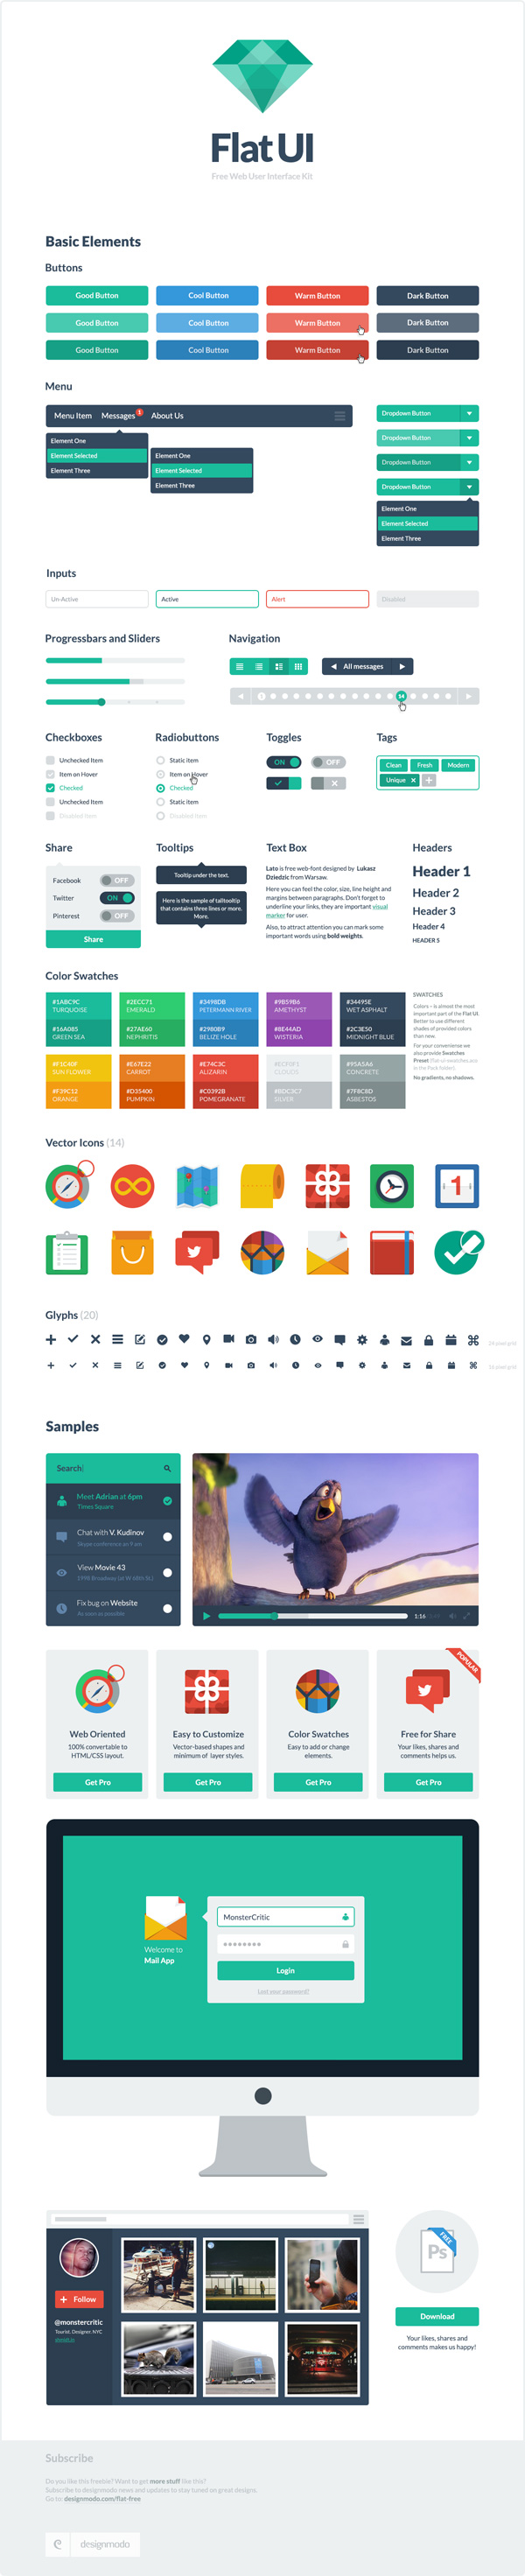 Flat UI
Free Web User Interface Kit
Basic Elements
Buttons
Good Button Cool Button Warm Button Dark Button
Good Button Cool Button Warm Button Dark Button
Good Button Cool Button Warm Button Dark Button
Menu
Menu Item Messages 1 About Us
Element One
Element Selected
Element Three
Element One
Element Selected
Element Three
Dropdown Button
Dropdown Button
Dropdown Button
Dropdown Button
Element One
Element Selected
Element Three
Inputs
Un-Active Active Alert Disabled
Progressbars and Sliders
Navigation
All messages
14
Checkboxes
Unchecked Item
Item on Hover
Checked
Unchecked Item
Disabled Item
Radiobuttons
Static item
Item on Hover
Checked
Static item
Disabled Item
Toggles
ON OFF
Tags
Clean Fresh Modern
Unique
Share
Facebook OFF
Twitter ON
Pinterest OFF
Share
Tooltips
Tooltip under the text.
Here is the sample of talltooltip
that contains three lines or more.
More.
Text Box
Lato is free web-font designed by Lukasz
Dziedzic from Warsaw.
Here you can feel the color, size, line height and
margins between paragraphs. Don't forget to
underline your links, they are important visual
marker for user.
Also, to attract attention you can mark some
important words using bold weights.
Headers
Header 1
Header 2
Header 3
Header 4
HEADER 5
Color Swatches
#1ABC9C
TURQUOISE
#16A085
GREEN SEA
#2ECC71
EMERALD
#27AE60
NEPHRITIS
#3498DB
PETERMANN RIVER
#2980B9
BELIZE HOLE
#9B59B6
AMETHYST
#8E44AD
WISTERIA
#34495E
WET ASPHALT
#2C3E50
MIDNIGHT BLUE
#F1C40F
SUN FLOWER
#F39C12
ORANGE
#E67E22
CARROT
#D35400
PUMPKIN
#E74C3C
ALIZARIN
#C0392B
POMEGRANATE
#ECF0F1
CLOUDS
#BDC3C7
SILVER
#95A5A6
CONCRETE
#7F8C8D
ASBESTOS
SWATCHES
Colors – is almost the most
important part of the Flat UI.
Better to use different
shades of provided colors
than new.
For your convenience we
also provide Swatches
Preset (flat-ui-swatches.aco
in the Pack folder).
No gradients, no shadows.
Vector Icons (14)
1
Glyphs (20)
Samples
Search
Meet Adrian at 6pm
Times Square
Chat with V. Kudinov
Skype conference an 9 am
View Movie 43
Fix bug on Website
As soon as possible
1:16
Web Oriented
100% convertable to
HTML/CSS layout.
Get Pro
Easy to Customize
Vector-based shapes and
minimum of layer styles.
Get Pro
Color Swatches
Easy to add or change
elements.
Get Pro
POPULAR
Free for Share
Your likes, shares and
comments helps us.
Get Pro
Welcome to
Mail App
MonsterCritic
Login
Lost your password?
Follow
@monstercritic
Tourist. Designer. NYC
FREE
Ps
Download
Your likes, shares and
comments makes us happy!
Subscribe
Do you like this freebie? Want to get more stuff like this?
Subscribe to designmodo news and updates to stay tuned on great designs.
Go to: designmodo.com/flat-free
designmodo